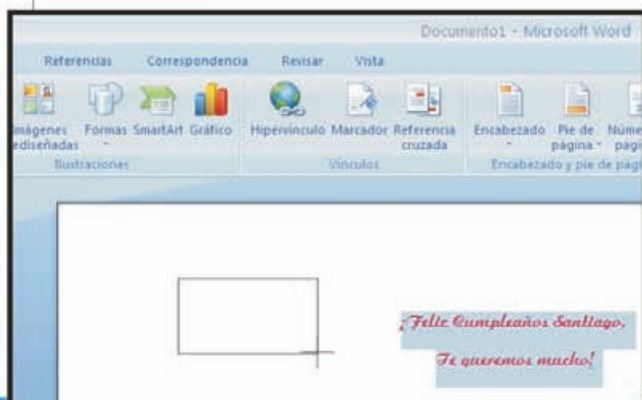 Documento1 - Microsoft Word
Referencias Correspondencia Revisar Vista
Imágenes Formas SmartArt Gráfico Hipervínculo Marcador Referencia Encabezado Pie de
ediseñadas cruzada página
Ilustraciones Vínculos Encabezado y pie de
¡Feliz Cumpleaños Santiago,
Te queremos mucho!